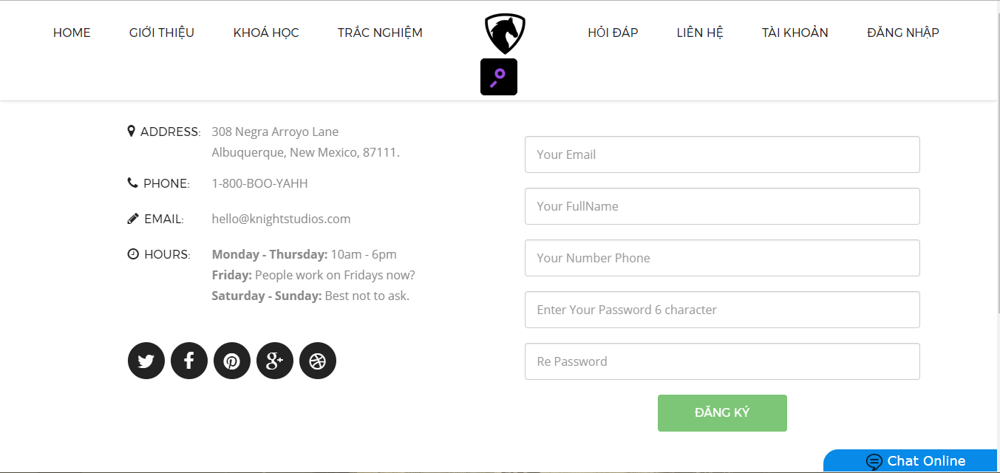 HOME GIỚI THIỆU KHOÁ HỌC TRẮC NGHIỆM HỎI ĐÁP LIÊN HỆ TÀI KHOẢN ĐĂNG NHẬP
ADDRESS: 308 Negra Arroyo Lane
Albuquerque, New Mexico, 87111.
PHONE: 1-800-BOO-YAHH
EMAIL: hello@knightstudios.com
HOURS: Monday - Thursday: 10am - 6pm
Friday: People work on Fridays now?
Saturday - Sunday: Best not to ask.
Your Email
Your FullName
Your Number Phone
Enter Your Password 6 character
Re Password
ĐĂNG KÝ
Chat Online